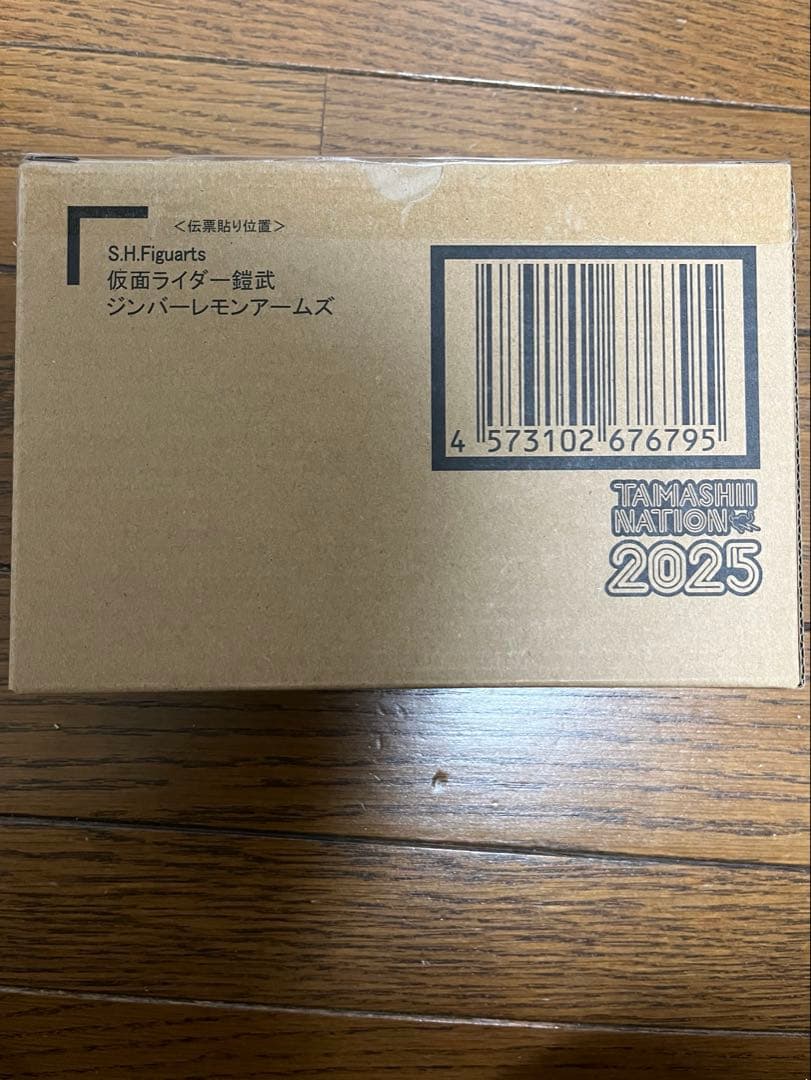 ＜伝票貼り位置＞
S.H.Figuarts
仮面ライダー鎧武
ジンバーレモンアームズ
4 573102 676795
TAMASHII
NATION
2025